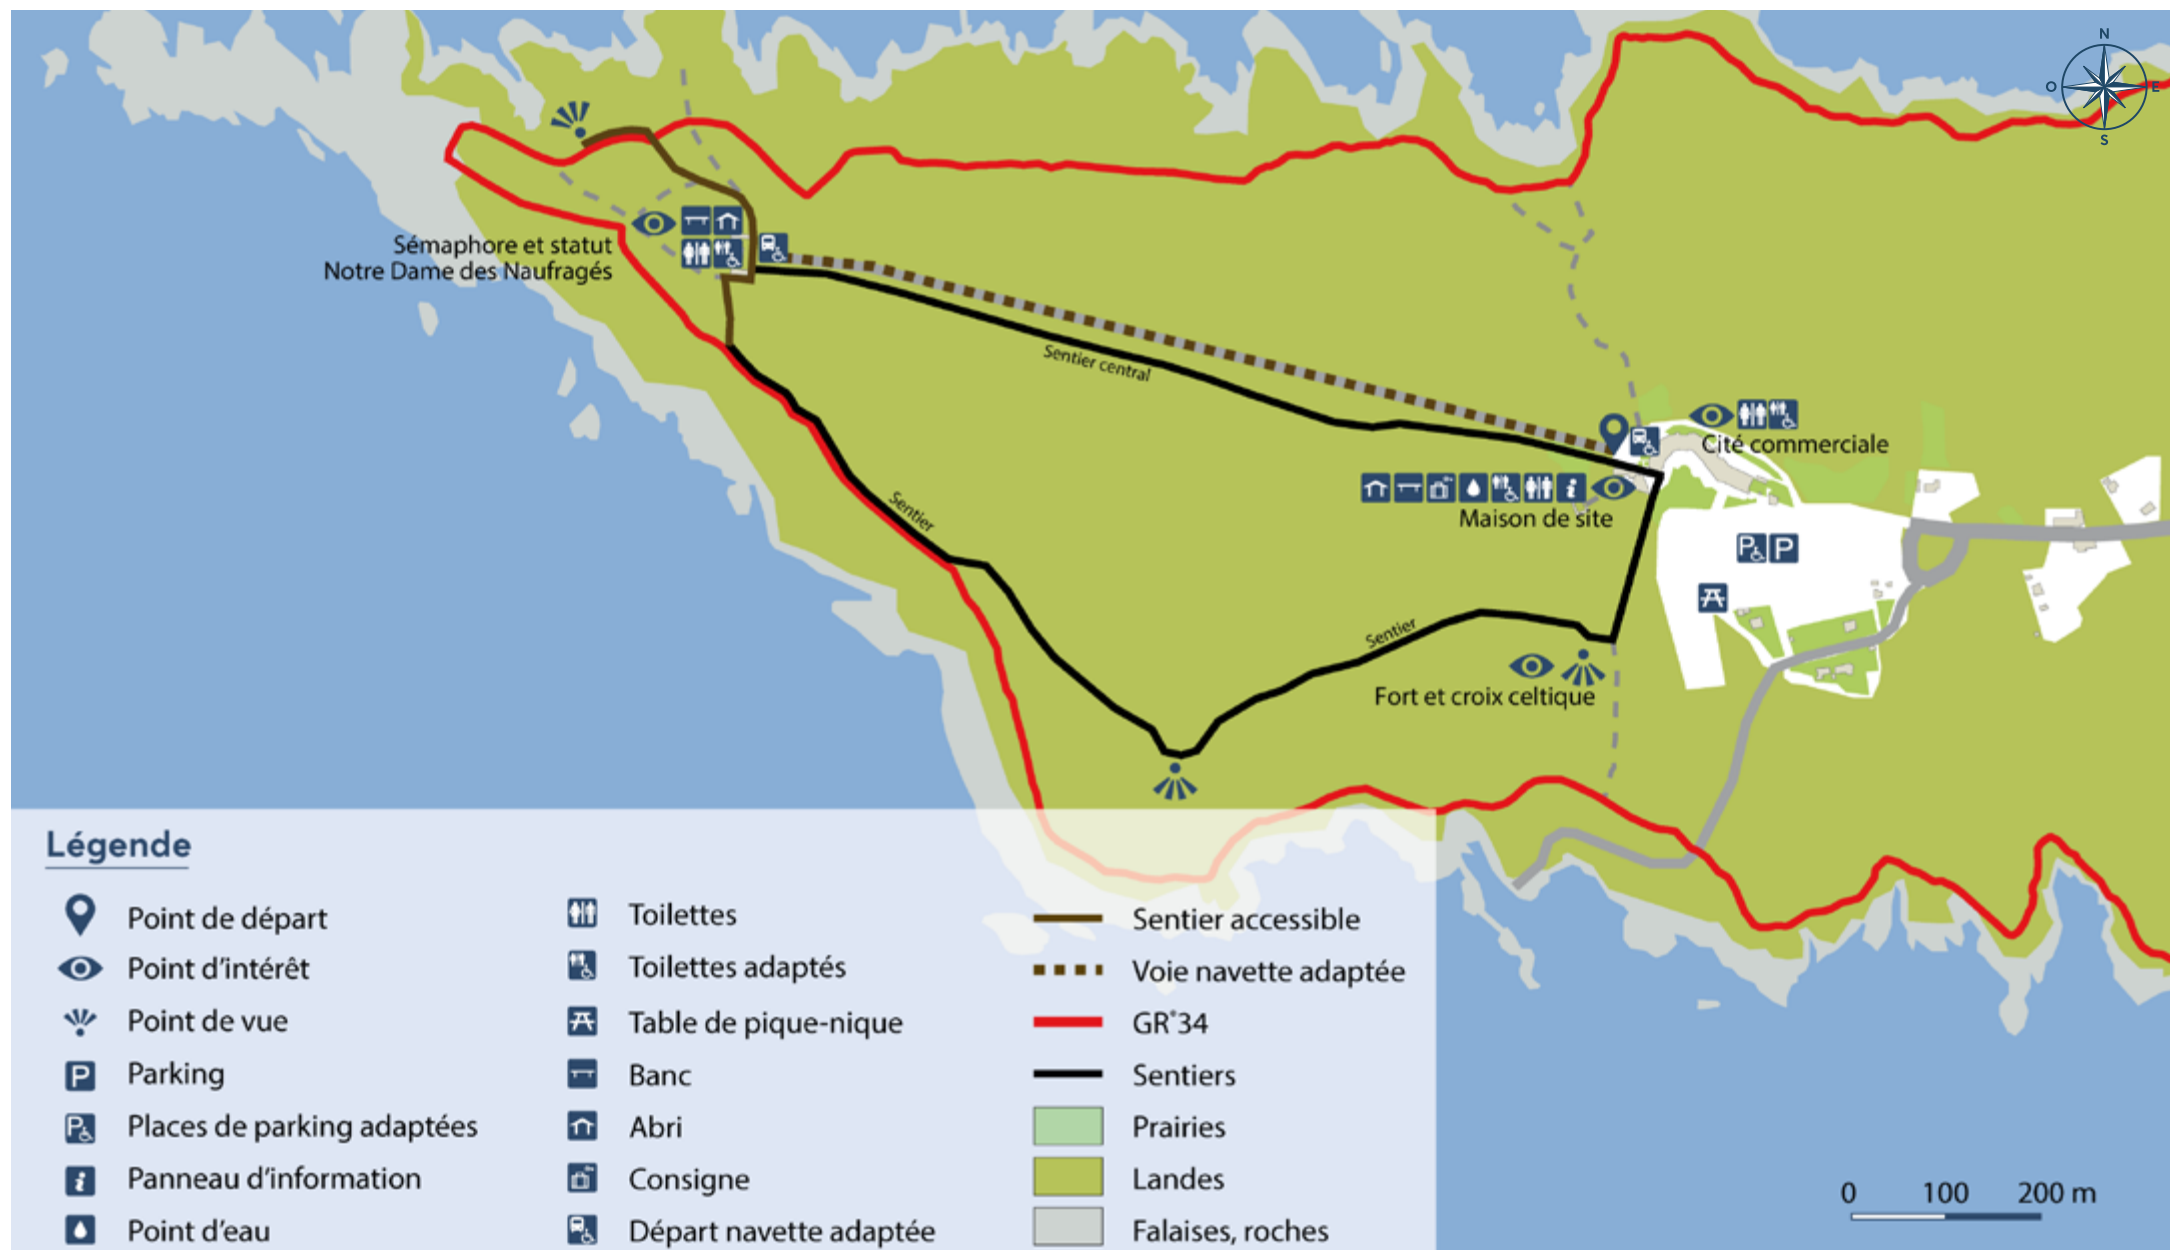 N
O
E
S
Sémaphore et statut
Notre Dame des Naufragés
Sentier central
Cité commerciale
Maison de site
Sentier
Sentier
Fort et croix celtique
Légende
Point de départ
Point d'intérêt
Point de vue
Parking
Places de parking adaptées
Panneau d'information
Point d'eau
Toilettes
Toilettes adaptés
Table de pique-nique
Banc
Abri
Consigne
Départ navette adaptée
Sentier accessible
Voie navette adaptée
GR°34
Sentiers
Prairies
Landes
Falaises, roches
0 100 200 m